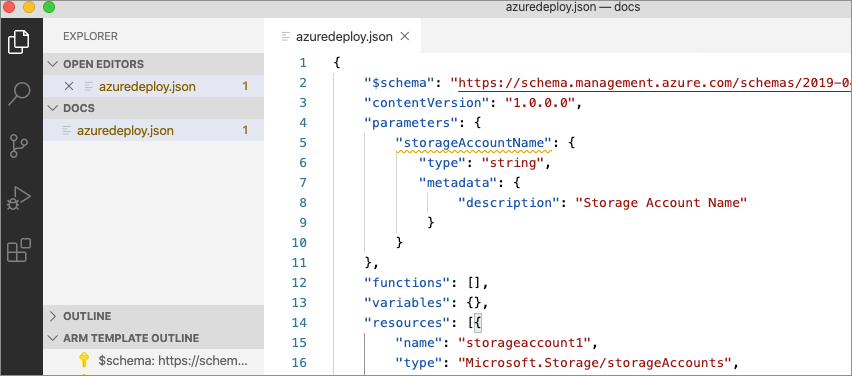 azuredeploy.json — docs
EXPLORER
OPEN EDITORS
azuredeploy.json 1
DOCS
azuredeploy.json 1
OUTLINE
ARM TEMPLATE OUTLINE
$schema: https://schem...
azuredeploy.json
1 {
2 "$schema": "https://schema.management.azure.com/schemas/2019-04
3 "contentVersion": "1.0.0.0",
4 "parameters": {
5 "storageAccountName": {
6 "type": "string",
7 "metadata": {
8 "description": "Storage Account Name"
9 }
10 }
11 },
12 "functions": [],
13 "variables": {},
14 "resources": [{
15 "name": "storageaccount1",
16 "type": "Microsoft.Storage/storageAccounts",